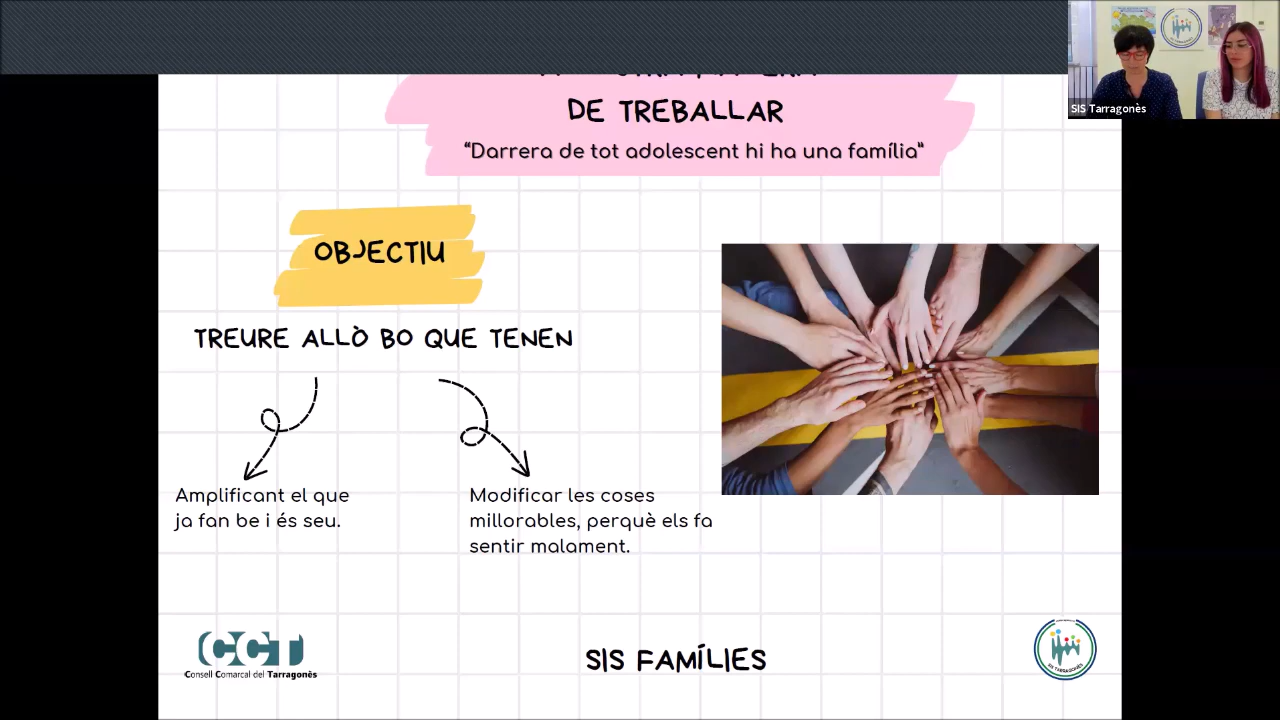 DE TREBALLAR
“Darrera de tot adolescent hi ha una família”
OBJECTIU
TREURE ALLÒ BO QUE TENEN
Amplificant el que
ja fan be i és seu.
Modificar les coses
millorables, perquè els fa
sentir malament.
CCT
Consell Comarcal del Tarragonès
SIS FAMÍLIES
SIS TARRAGONÈS
SIS Tarragonès